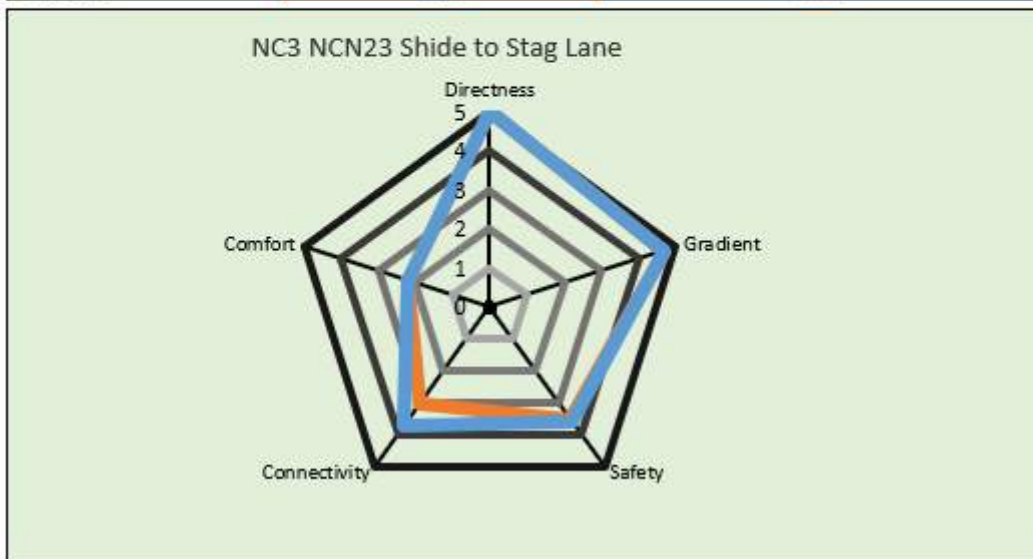 NC3 NCN23 Shide to Stag Lane
Directness
5
4
3
2
1
0
Comfort
Gradient
Connectivity
Safety